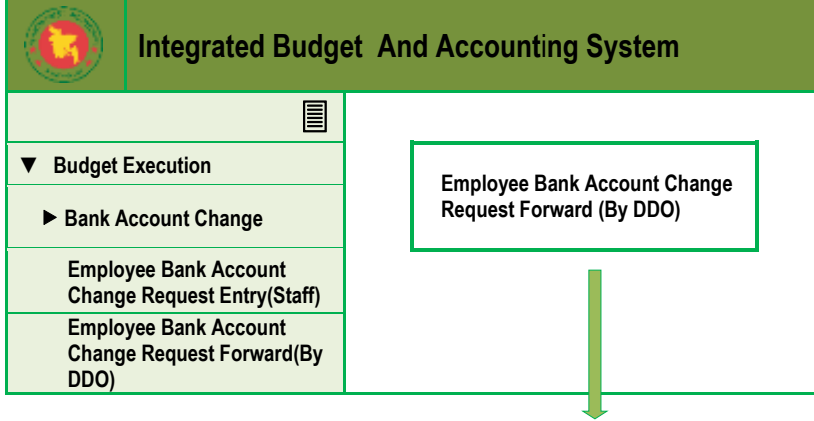 Integrated Budget And Accounting System
▼ Budget Execution
▶ Bank Account Change
Employee Bank Account
Change Request Entry(Staff)
Employee Bank Account
Change Request Forward(By
DDO)
Employee Bank Account Change
Request Forward (By DDO)